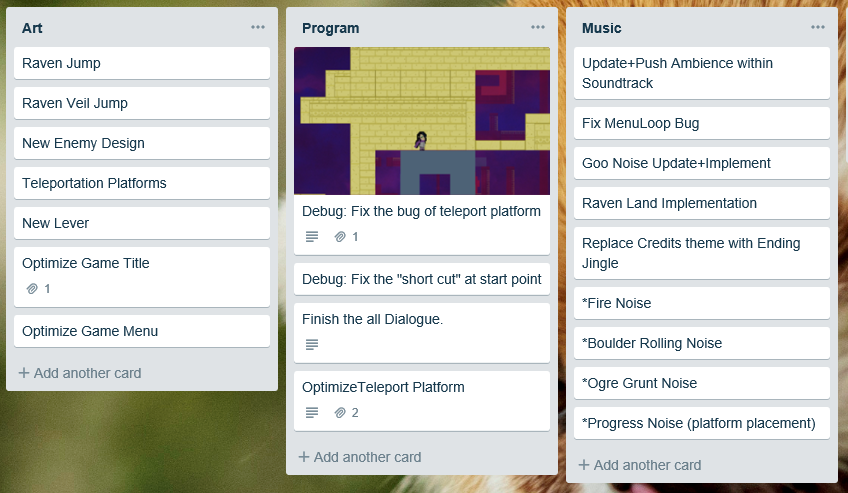 Art
Raven Jump
Raven Veil Jump
New Enemy Design
Teleportation Platforms
New Lever
Optimize Game Title
1
Optimize Game Menu
Add another card
Program
Debug: Fix the bug of teleport platform
1
Debug: Fix the "short cut" at start point
Finish the all Dialogue.
OptimizeTeleport Platform
2
Add another card
Music
Update+Push Ambience within
Soundtrack
Fix MenuLoop Bug
Goo Noise Update+Implement
Raven Land Implementation
Replace Credits theme with Ending
Jingle
*Fire Noise
*Boulder Rolling Noise
*Ogre Grunt Noise
*Progress Noise (platform placement)
Add another card